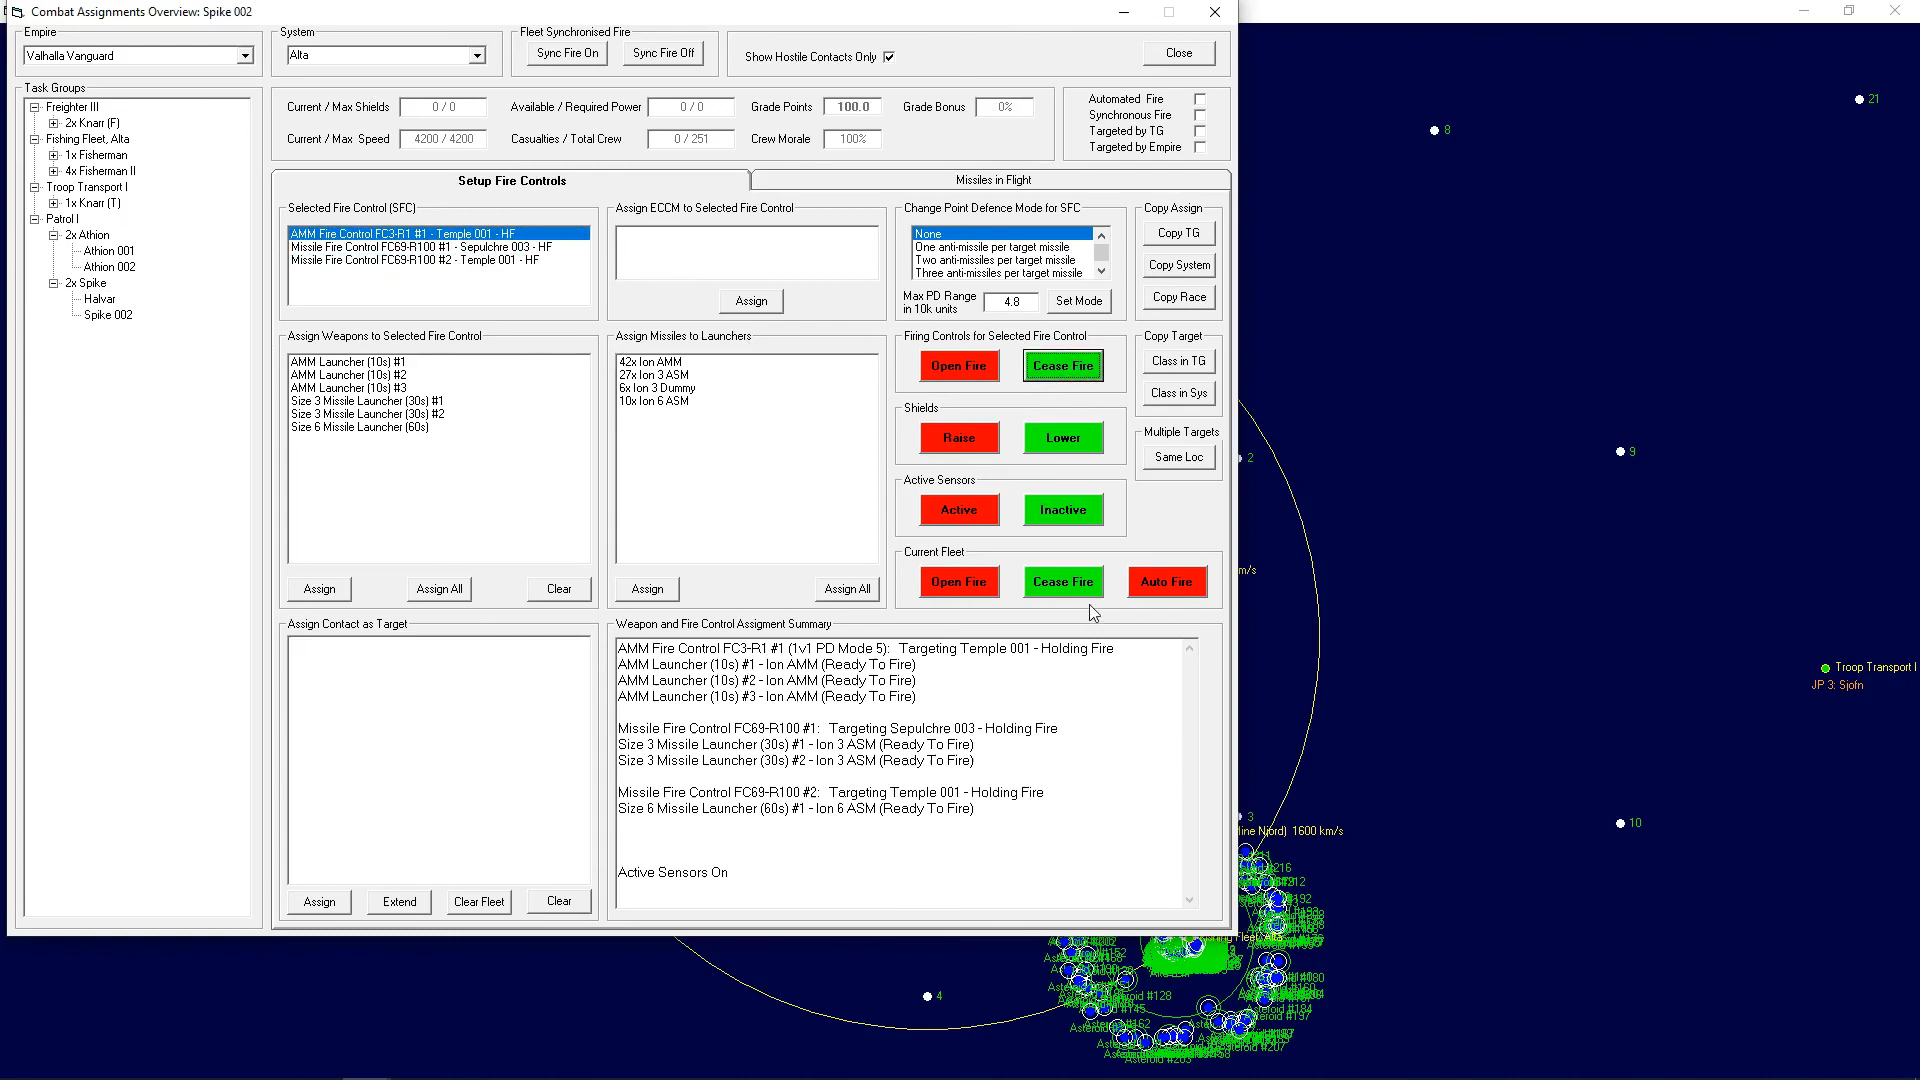 Combat Assignments Overview: Spike 002
Empire
Valhalla Vanguard
System
Alta
Fleet Synchronised Fire
Sync Fire On
Sync Fire Off
Show Hostile Contacts Only
Close
Task Groups
Freighter III
2x Knarr (F)
Fishing Fleet, Alta
1x Fisherman
4x Fisherman II
Troop Transport I
1x Knarr (T)
Patrol I
2x Athion
Athion 001
Athion 002
2x Spike
Halvar
Spike 002
Current / Max Shields 0 / 0
Available / Required Power 0 / 0
Grade Points 100.0
Grade Bonus 0%
Current / Max Speed 4200 / 4200
Casualties / Total Crew 0 / 251
Crew Morale 100%
Automated Fire
Synchronous Fire
Targeted by TG
Targeted by Empire
Setup Fire Controls
Missiles in Flight
Selected Fire Control (SFC)
AMM Fire Control FC3-R1 #1 - Temple 001 - HF
Missile Fire Control FC69-R100 #1 - Sepulchre 003 - HF
Missile Fire Control FC69-R100 #2 - Temple 001 - HF
Assign ECCM to Selected Fire Control
Assign
Change Point Defence Mode for SFC
None
One anti-missile per target missile
Two anti-missiles per target missile
Three anti-missiles per target missile
Max PD Range
in 10k units
4.8
Set Mode
Copy Assign
Copy TG
Copy System
Copy Race
Assign Weapons to Selected Fire Control
AMM Launcher (10s) #1
AMM Launcher (10s) #2
AMM Launcher (10s) #3
Size 3 Missile Launcher (30s) #1
Size 3 Missile Launcher (30s) #2
Size 6 Missile Launcher (60s)
Assign
Assign All
Clear
Assign Missiles to Launchers
42x Ion AMM
27x Ion 3 ASM
6x Ion 3 Dummy
10x Ion 6 ASM
Assign
Assign All
Firing Controls for Selected Fire Control
Open Fire
Cease Fire
Shields
Raise
Lower
Active Sensors
Active
Inactive
Current Fleet
Open Fire
Cease Fire
Auto Fire
Copy Target
Class in TG
Class in Sys
Multiple Targets
Same Loc
Assign Contact as Target
Assign
Extend
Clear Fleet
Clear
Weapon and Fire Control Assigment Summary
AMM Fire Control FC3-R1 #1 (1v1 PD Mode 5): Targeting Temple 001 - Holding Fire
AMM Launcher (10s) #1 - Ion AMM (Ready To Fire)
AMM Launcher (10s) #2 - Ion AMM (Ready To Fire)
AMM Launcher (10s) #3 - Ion AMM (Ready To Fire)
Missile Fire Control FC69-R100 #1: Targeting Sepulchre 003 - Holding Fire
Size 3 Missile Launcher (30s) #1 - Ion 3 ASM (Ready To Fire)
Size 3 Missile Launcher (30s) #2 - Ion 3 ASM (Ready To Fire)
Missile Fire Control FC69-R100 #2: Targeting Temple 001 - Holding Fire
Size 6 Missile Launcher (60s) #1 - Ion 6 ASM (Ready To Fire)
Active Sensors On
21
8
2
9
m/s
Troop Transport I
JP 3: Sjofn
3
10
1600 km/s
4